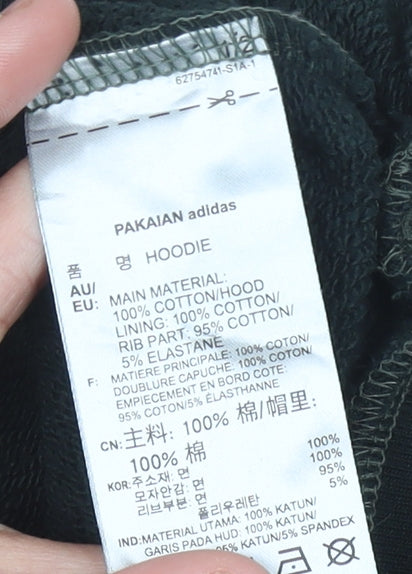 1/2
62754741-S1A-1
PAKAIAN adidas
품 명 HOODIE
AU/
EU: MAIN MATERIAL:
100% COTTON/HOOD
LINING: 100% COTTON/
RIB PART: 95% COTTON/
5% ELASTANE
F: MATIERE PRINCIPALE: 100% COTON/
DOUBLURE CAPUCHE: 100% COTON/
EMPIECEMENT EN BORD COTE:
95% COTON/5% ELASTHANNE
CN: 主料: 100% 棉/帽里:
100% 棉
KOR: 주소재: 면 100%
모자안감: 면 100%
리브부분: 면 95%
폴리우레탄 5%
IND: MATERIAL UTAMA: 100% KATUN/
GARIS PADA HUD: 100% KATUN/
95% KATUN/5% SPANDEX